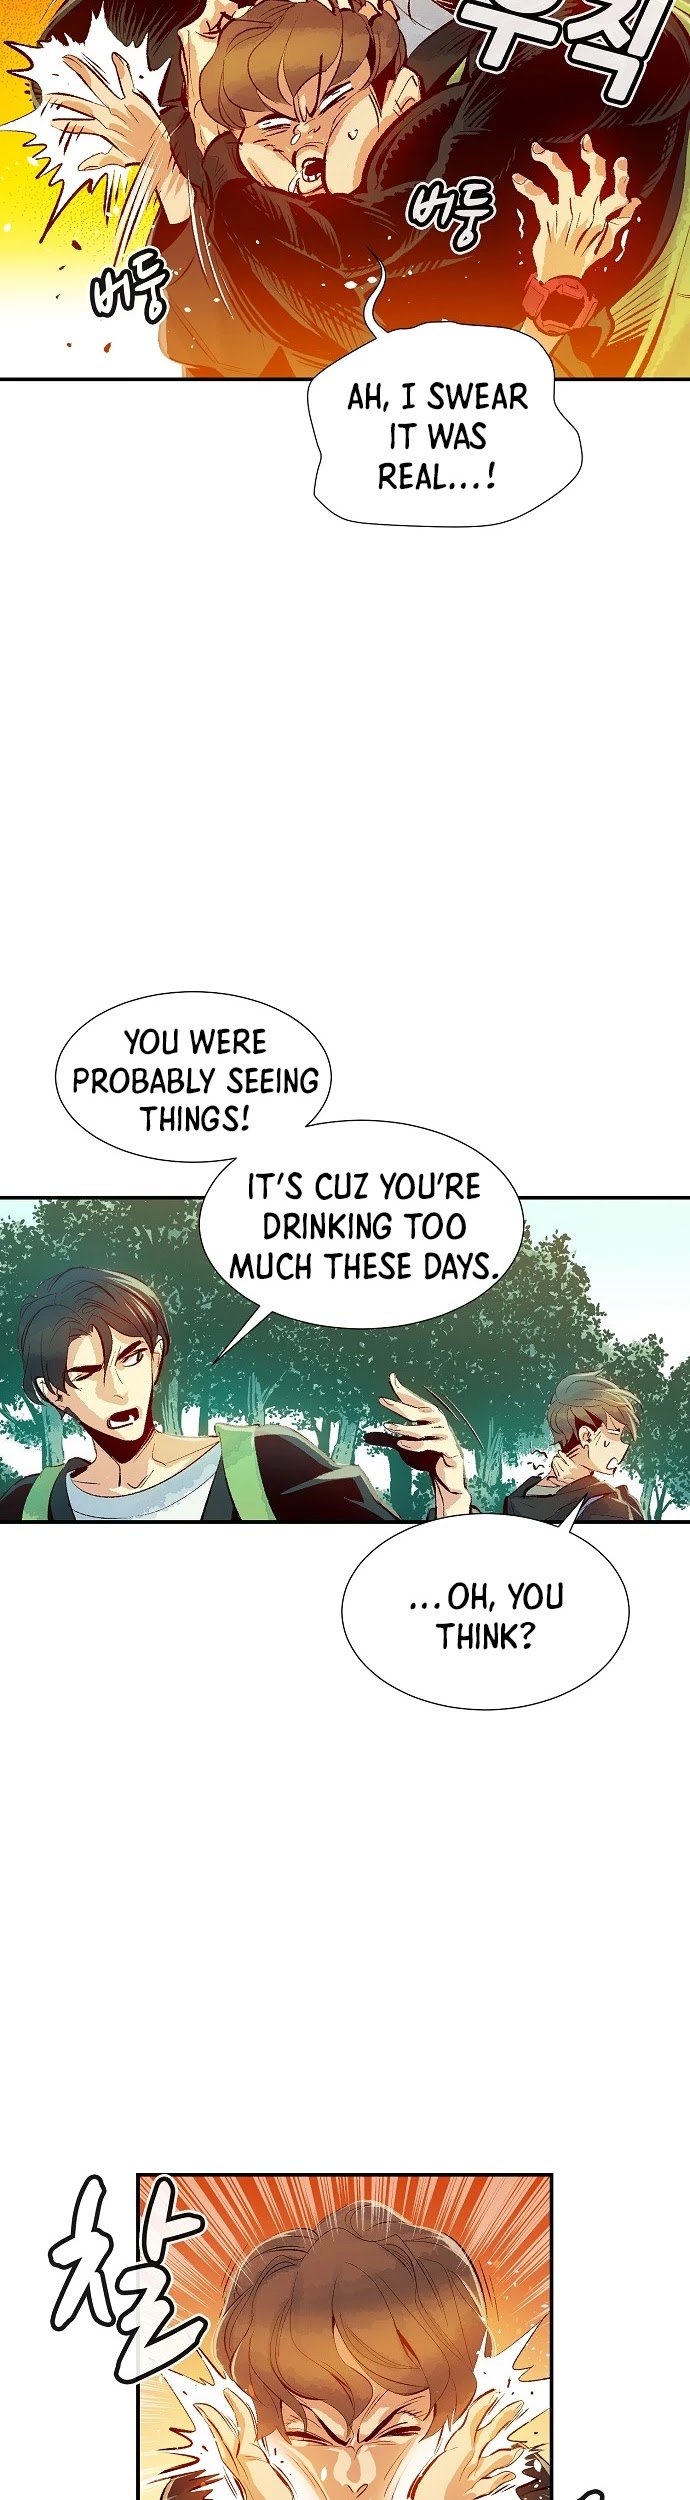 우직
버둥
버둥
AH, I SWEAR
IT WAS
REAL...!
YOU WERE
PROBABLY SEEING
THINGS!
IT'S CUZ YOU'RE
DRINKING TOO
MUCH THESE DAYS.
...OH, YOU
THINK?
찰